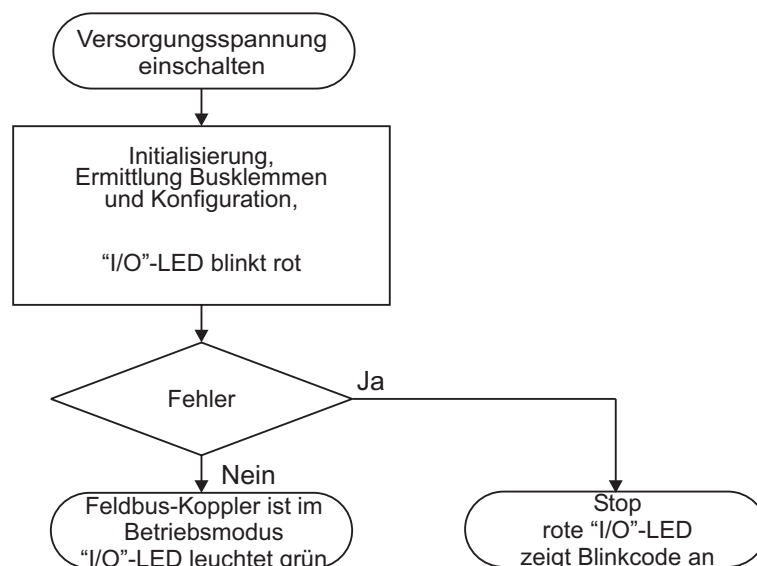 Versorgungsspannung
einschalten
Initialisierung,
Ermittlung Busklemmen
und Konfiguration,
“I/O”-LED blinkt rot
Fehler
Ja
Nein
Feldbus-Koppler ist im
Betriebsmodus
“I/O”-LED leuchtet grün
Stop
rote “I/O”-LED
zeigt Blinkcode an